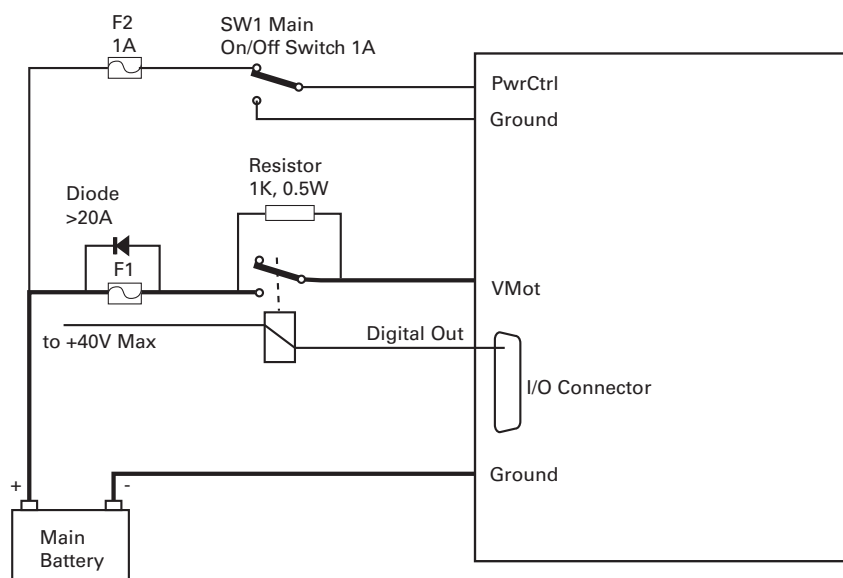 F2
1A
SW1 Main
On/Off Switch 1A
PwrCtrl
Ground
Resistor
1K, 0.5W
Diode
>20A
F1
VMot
to +40V Max
Digital Out
I/O Connector
Ground
+ -
Main
Battery